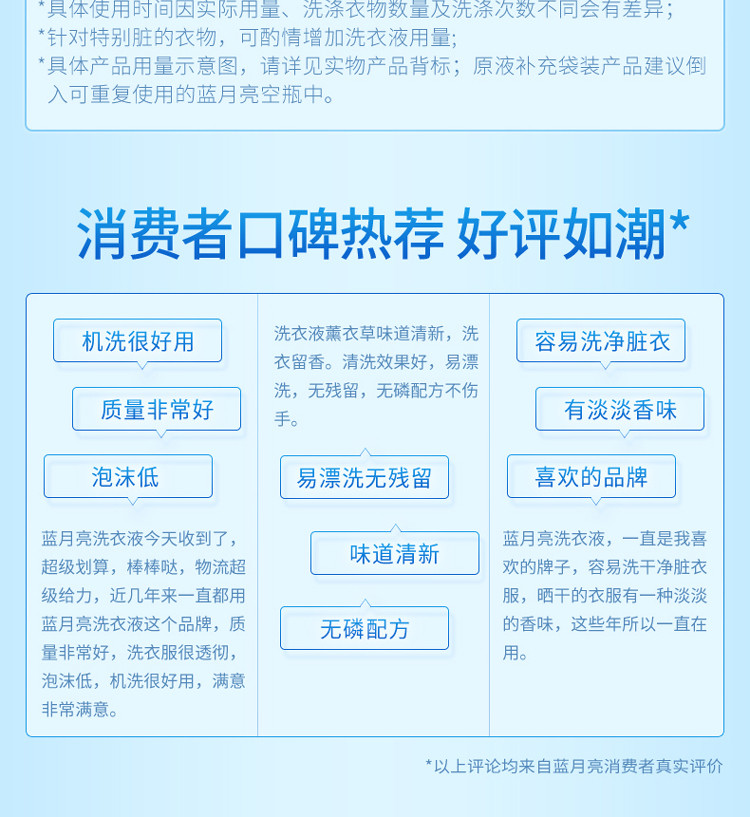 *具体使用时间因实际用量、洗涤衣物数量及洗涤次数不同会有差异；
*针对特别脏的衣物，可酌情增加洗衣液用量;
*具体产品用量示意图，请详见实物产品背标；原液补充袋装产品建议倒
入可重复使用的蓝月亮空瓶中。
消费者口碑热荐 好评如潮*
机洗很好用
质量非常好
泡沫低
蓝月亮洗衣液今天收到了，
超级划算，棒棒哒，物流超
级给力，近几年来一直都用
蓝月亮洗衣液这个品牌，质
量非常好，洗衣服很透彻，
泡沫低，机洗很好用，满意
非常满意。
洗衣液薰衣草味道清新，洗
衣留香。清洗效果好，易漂
洗，无残留，无磷配方不伤
手。
易漂洗无残留
味道清新
无磷配方
容易洗净脏衣
有淡淡香味
喜欢的品牌
蓝月亮洗衣液，一直是我喜
欢的牌子，容易洗干净脏衣
服，晒干的衣服有一种淡淡
的香味，这些年所以一直在
用。
*以上评论均来自蓝月亮消费者真实评价